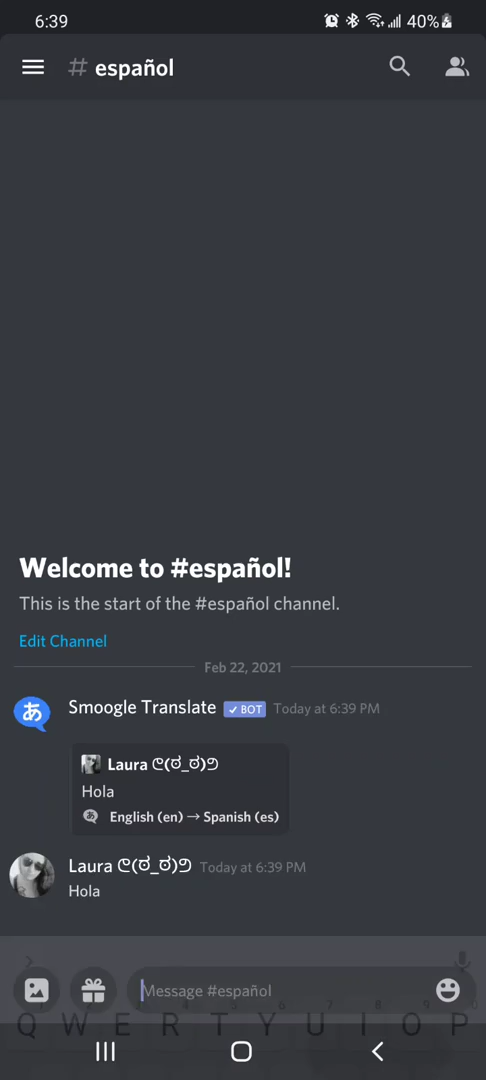 6:39
40%
# español
Welcome to #español!
This is the start of the #español channel.
Edit Channel
Feb 22, 2021
あ
Smoogle Translate ✓ BOT Today at 6:39 PM
Laura ᘓ(ಠ_ಠ)ᘐ
Hola
あ English (en) → Spanish (es)
Laura ᘓ(ಠ_ಠ)ᘐ Today at 6:39 PM
Hola
Message #español
Q W E R T Y U I O P